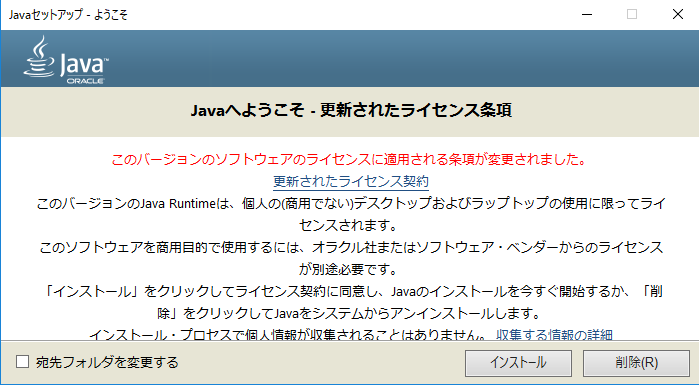 Javaセットアップ - ようこそ
Java™
ORACLE
Javaへようこそ - 更新されたライセンス条項
このバージョンのソフトウェアのライセンスに適用される条項が変更されました。
更新されたライセンス契約
このバージョンのJava Runtimeは、個人の(商用でない)デスクトップおよびラップトップの使用に限ってライ
センスされます。
このソフトウェアを商用目的で使用するには、オラクル社またはソフトウェア・ベンダーからのライセンス
が別途必要です。
「インストール」をクリックしてライセンス契約に同意し、Javaのインストールを今すぐ開始するか、「削
除」をクリックしてJavaをシステムからアンインストールします。
インストール・プロセスで個人情報が収集されることはありません。 収集する情報の詳細
宛先フォルダを変更する
インストール
削除(R)